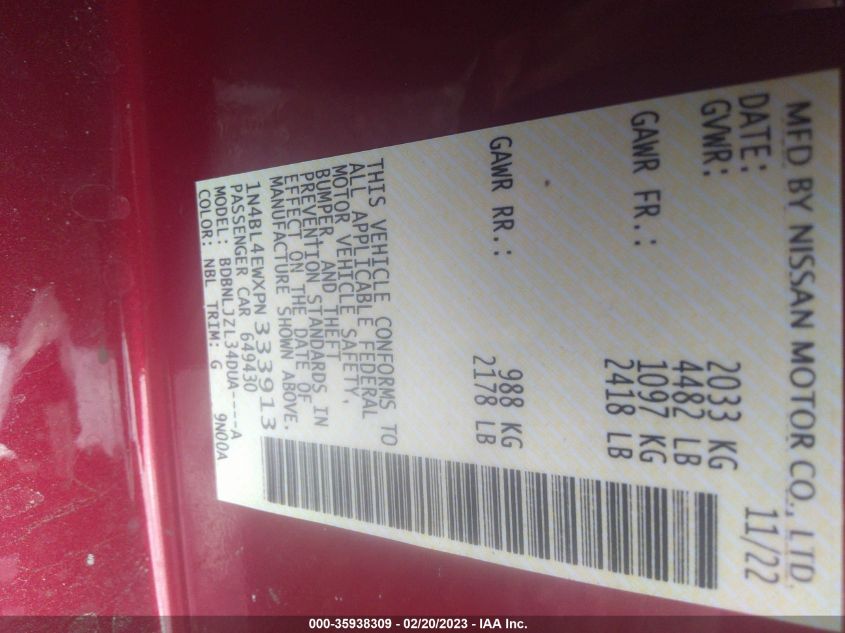 MFD BY NISSAN MOTOR CO., LTD.
DATE: 11/22
GVWR: 2033 KG
4482 LB
GAWR FR.: 1097 KG
2418 LB
GAWR RR.: 988 KG
2178 LB
THIS VEHICLE CONFORMS TO
ALL APPLICABLE FEDERAL
MOTOR VEHICLE SAFETY,
BUMPER, AND THEFT
PREVENTION STANDARDS IN
EFFECT ON THE DATE OF
MANUFACTURE SHOWN ABOVE.
1N4BL4EWXPN333913
PASSENGER CAR 649430
MODEL: BDBNLJZL34DUA----A
COLOR: NBL TRIM: G 9N00A
000-35938309 - 02/20/2023 - IAA Inc.